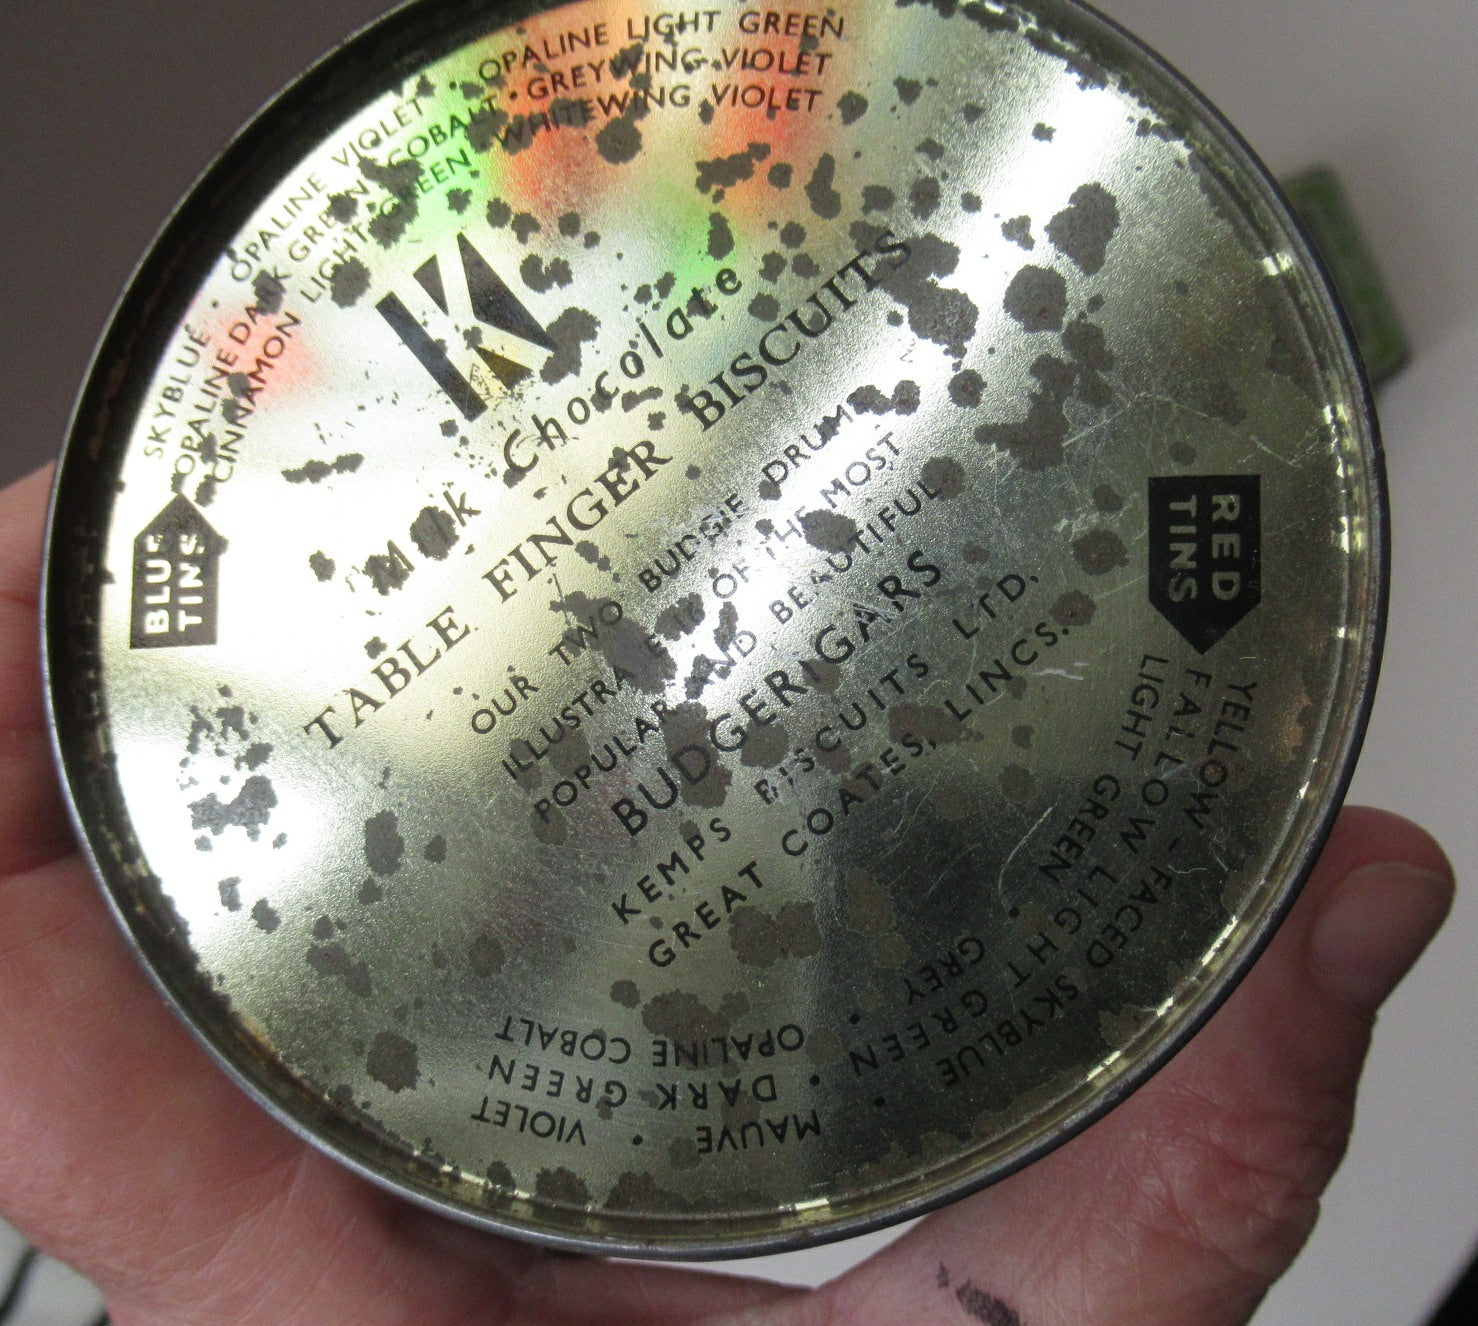 K
Milk Chocolate
TABLE FINGER BISCUITS
OUR TWO BUDGIE DRUMS
ILLUSTRATE 18 OF THE MOST
POPULAR AND BEAUTIFUL
BUDGERIGARS
KEMPS BISCUITS LTD.
GREAT COATES, LINCS.
BLUE
TINS
SKYBLUE · OPALINE VIOLET · OPALINE LIGHT GREEN
OPALINE DARK GREEN COBALT · GREYWING VIOLET
CINNAMON LIGHT GREEN · WHITEWING VIOLET
RED
TINS
YELLOW-FACED SKYBLUE · MAUVE · VIOLET
FALLOW LIGHT GREEN · DARK GREEN
LIGHT GREEN · GREY · OPALINE COBALT